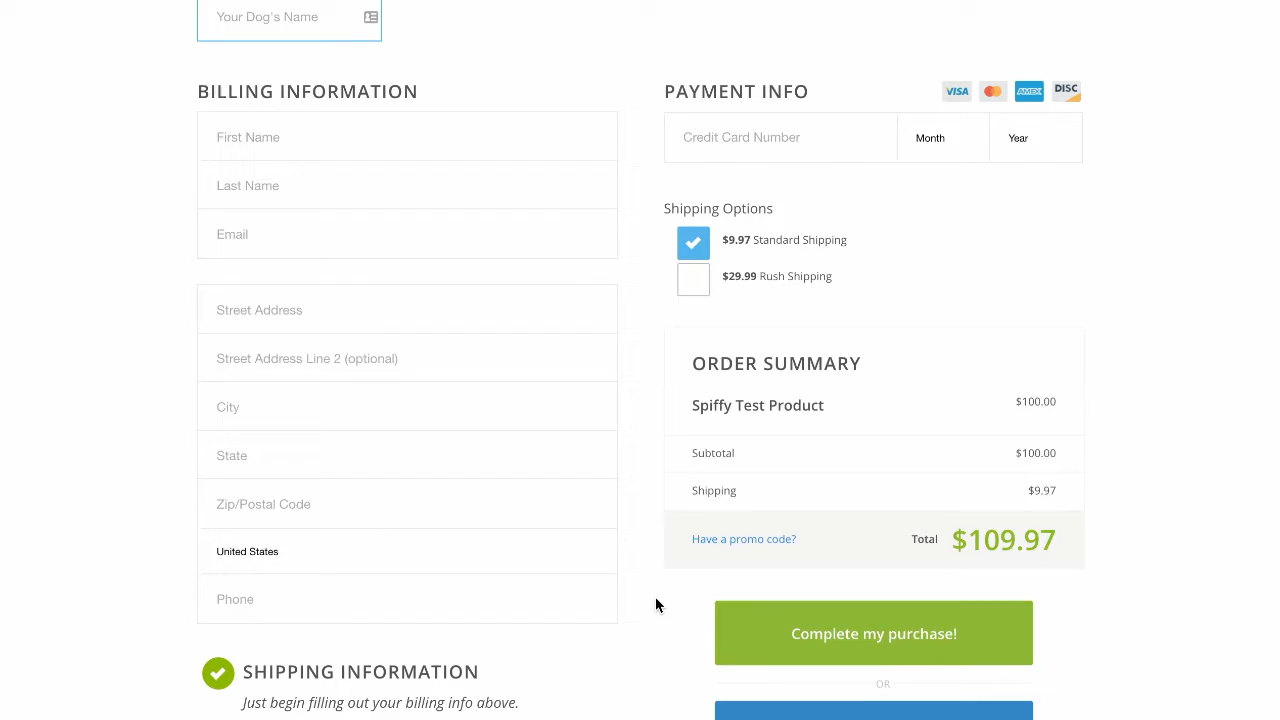 Your Dog's Name
BILLING INFORMATION
First Name
Last Name
Email
Street Address
Street Address Line 2 (optional)
City
State
Zip/Postal Code
United States
Phone
SHIPPING INFORMATION
Just begin filling out your billing info above.
PAYMENT INFO
VISA
AMEX
DISC
Credit Card Number
Month
Year
Shipping Options
$9.97 Standard Shipping
$29.99 Rush Shipping
ORDER SUMMARY
Spiffy Test Product $100.00
Subtotal $100.00
Shipping $9.97
Have a promo code? Total $109.97
Complete my purchase!
OR